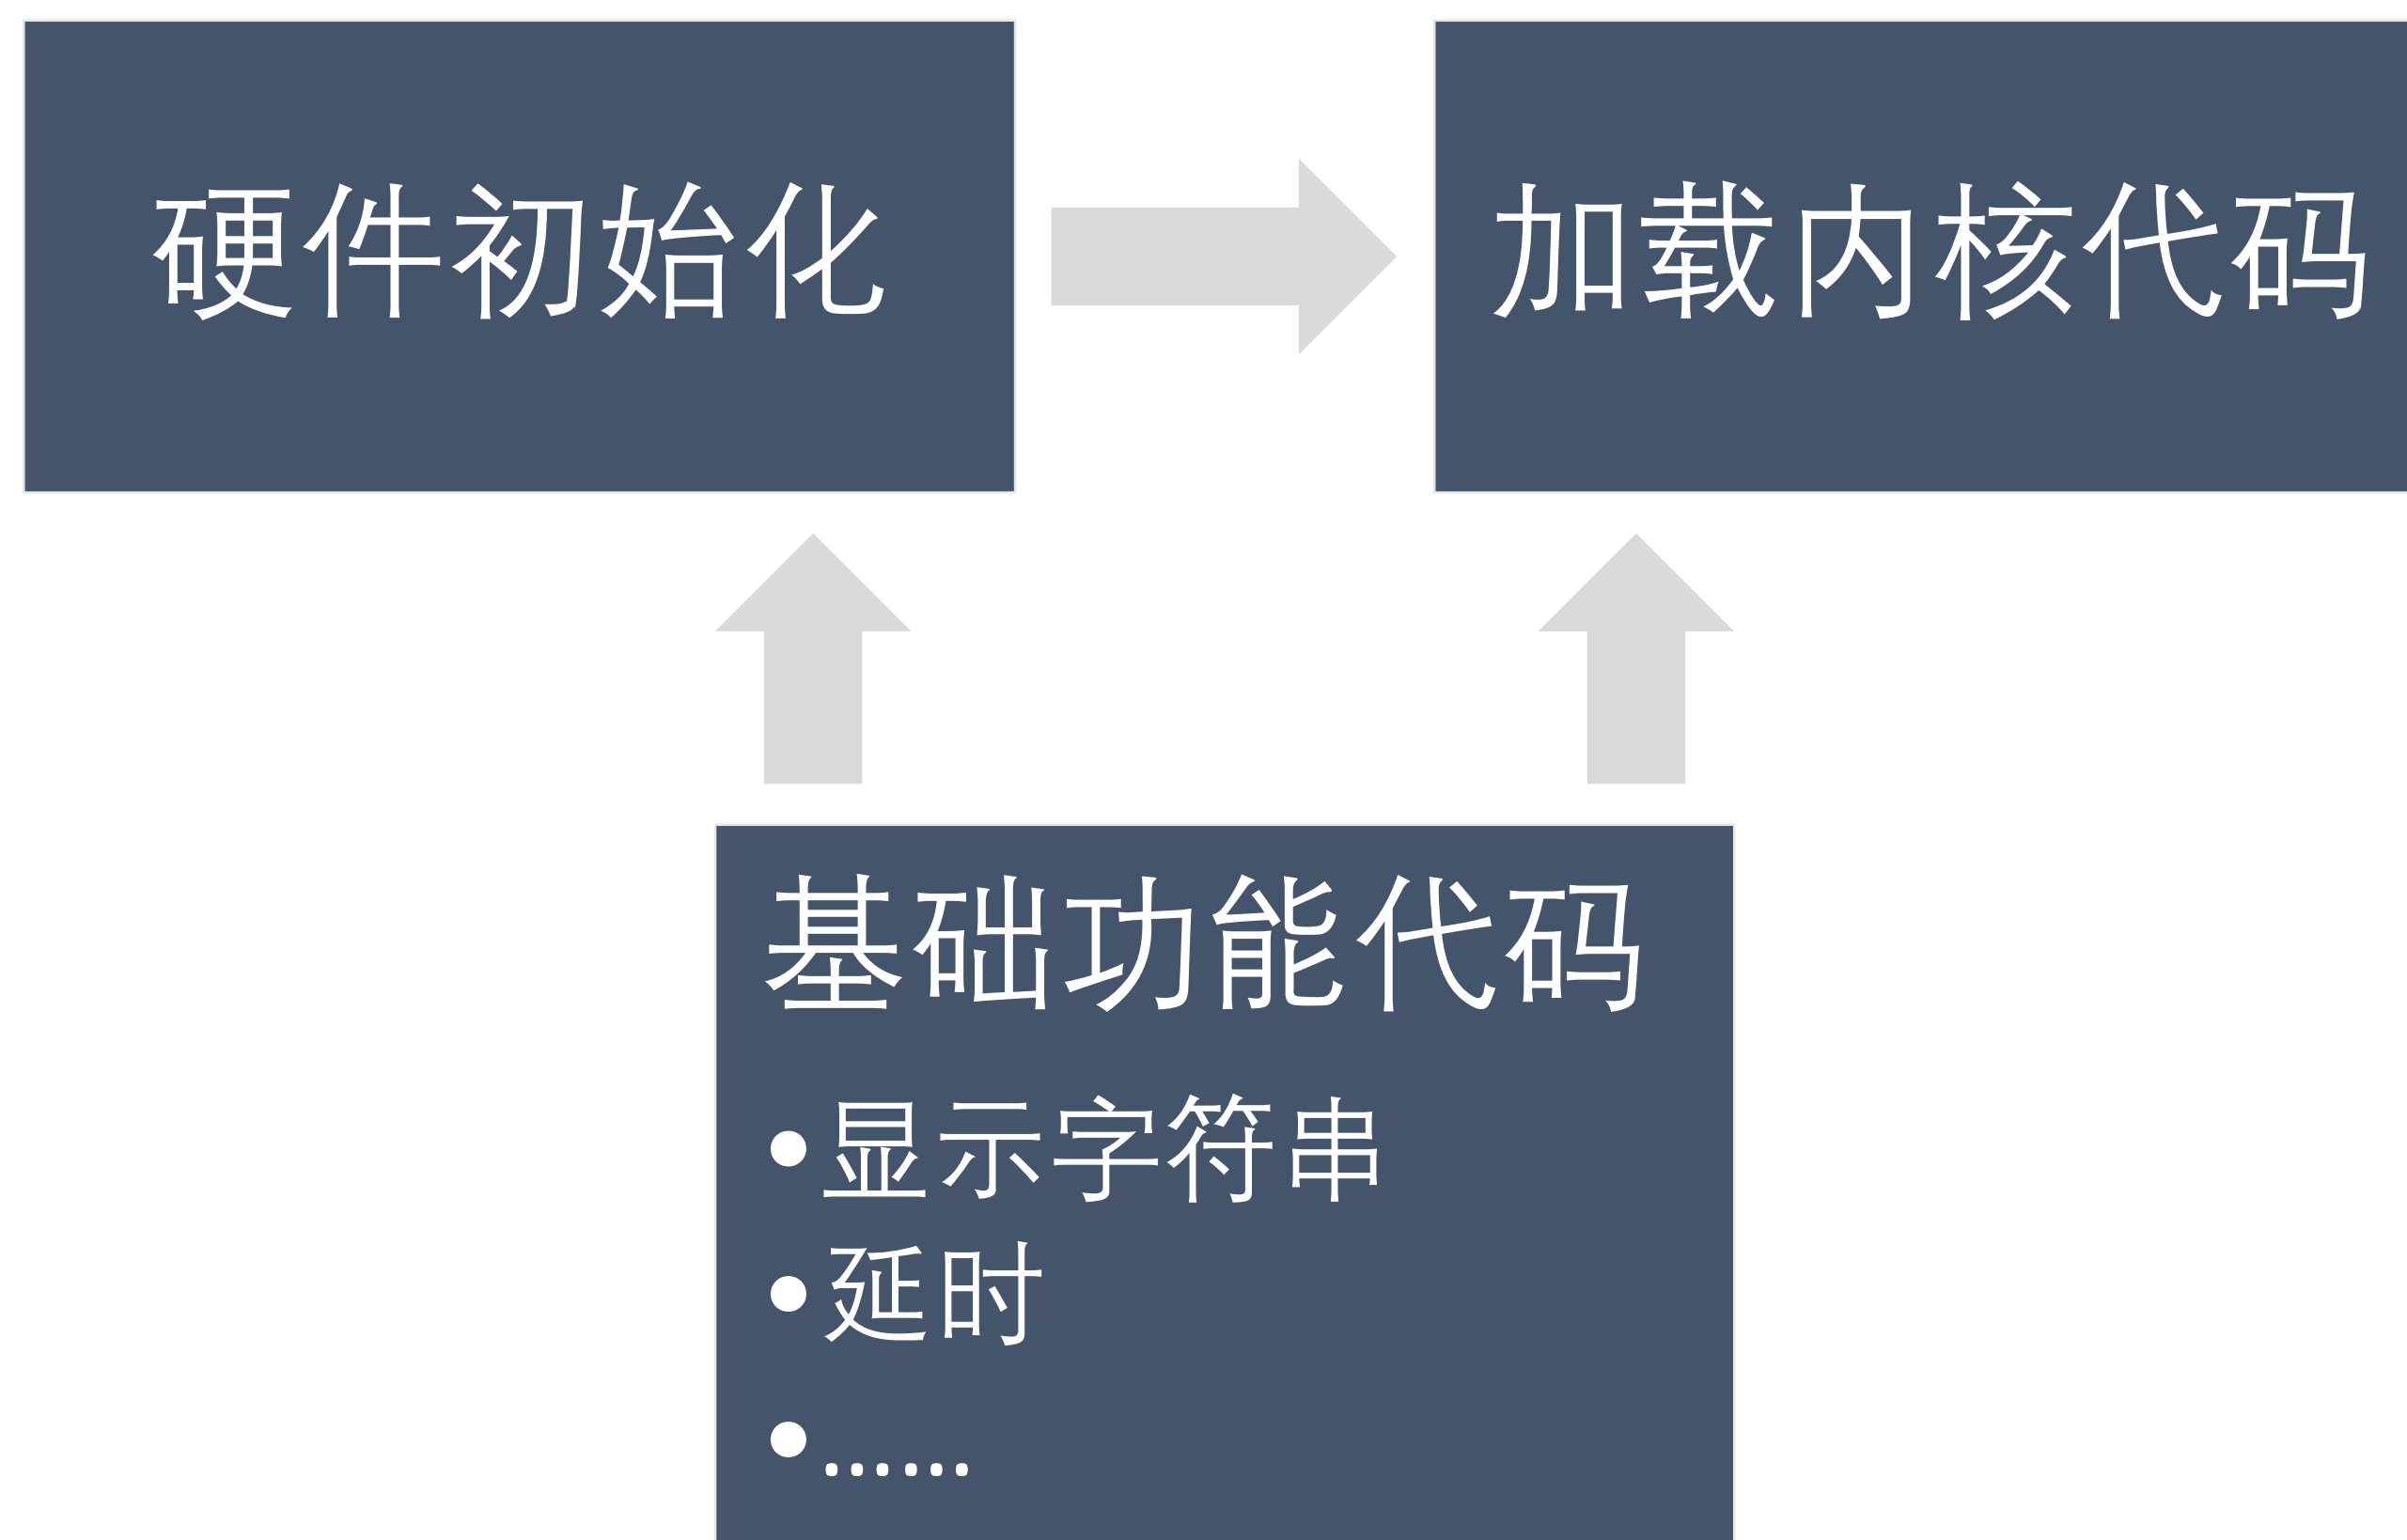 硬件初始化
加载内核代码
基础功能代码
• 显示字符串
• 延时
• ......